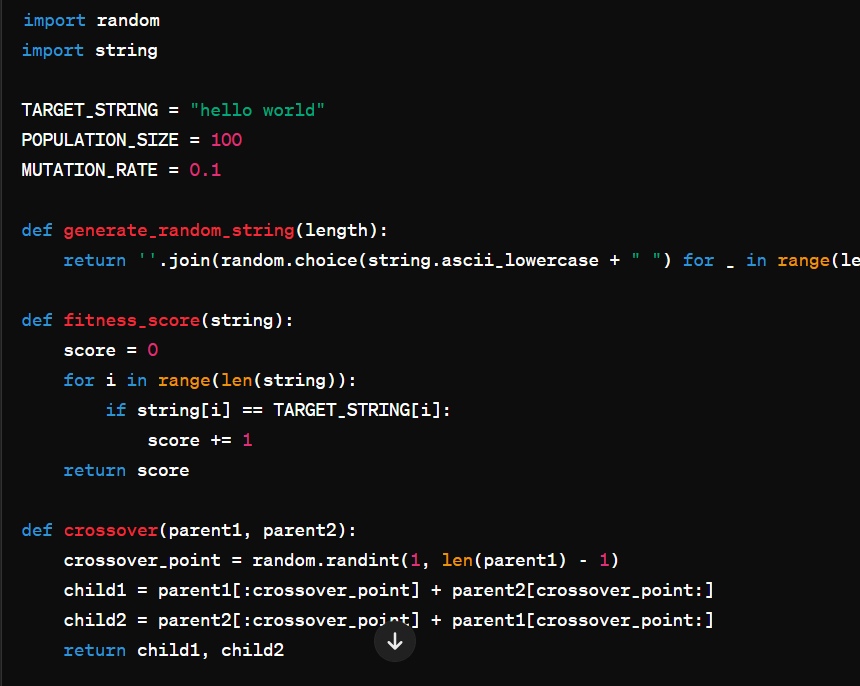 import random
import string

TARGET_STRING = "hello world"
POPULATION_SIZE = 100
MUTATION_RATE = 0.1

def generate_random_string(length):
    return ''.join(random.choice(string.ascii_lowercase + " ") for _ in range(le

def fitness_score(string):
    score = 0
    for i in range(len(string)):
        if string[i] == TARGET_STRING[i]:
            score += 1
    return score

def crossover(parent1, parent2):
    crossover_point = random.randint(1, len(parent1) - 1)
    child1 = parent1[:crossover_point] + parent2[crossover_point:]
    child2 = parent2[:crossover_point] + parent1[crossover_point:]
    return child1, child2